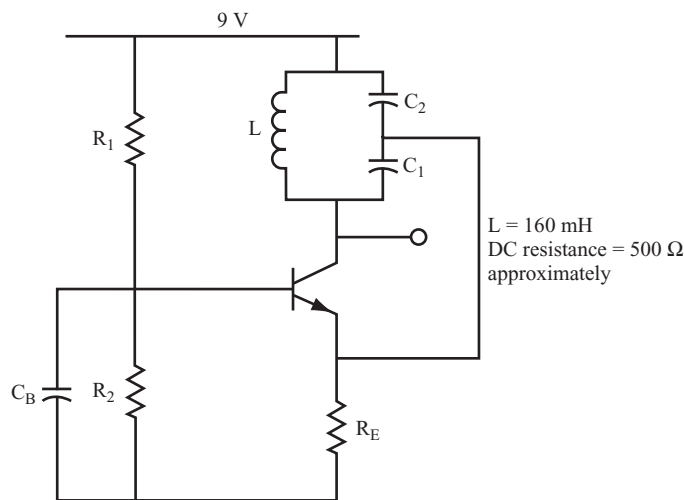 9 V
R1
L
C2
C1
L = 160 mH
DC resistance = 500 Ω
approximately
CB
R2
RE